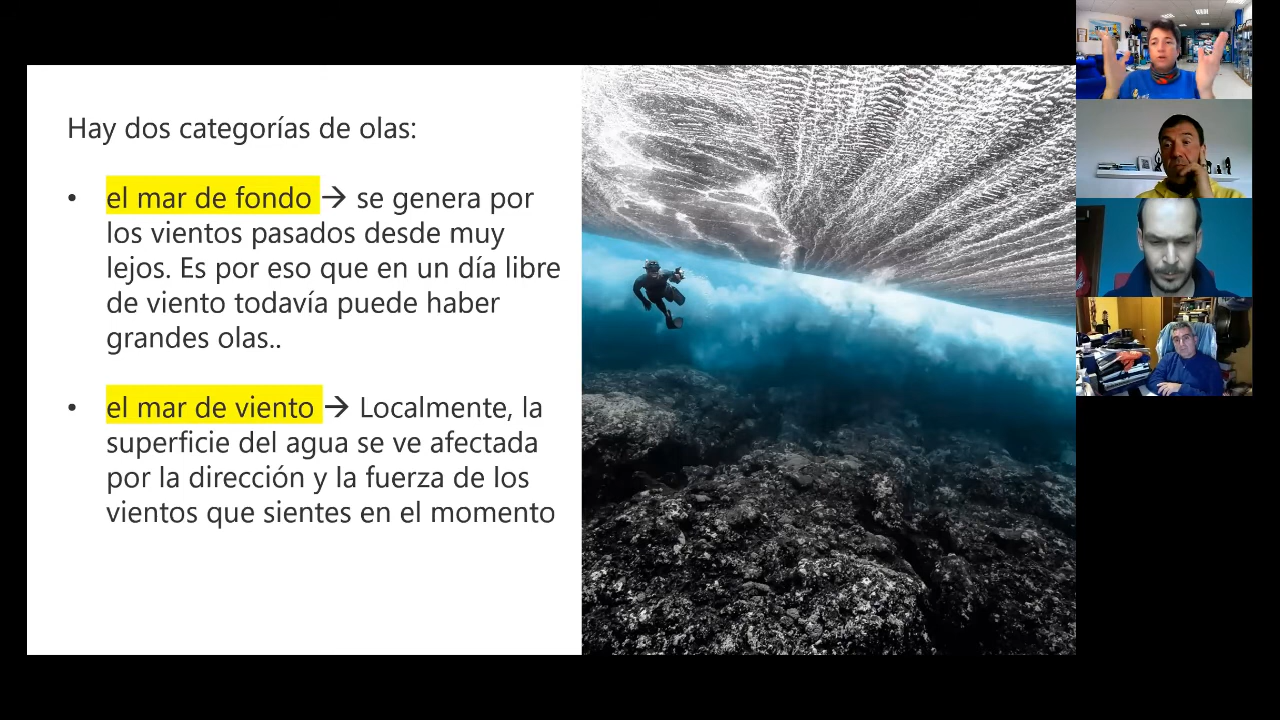 Hay dos categorías de olas:
• el mar de fondo → se genera por
los vientos pasados desde muy
lejos. Es por eso que en un día libre
de viento todavía puede haber
grandes olas..
• el mar de viento → Localmente, la
superficie del agua se ve afectada
por la dirección y la fuerza de los
vientos que sientes en el momento